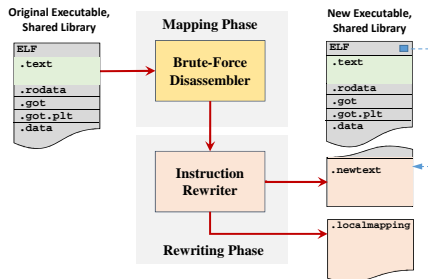 Original Executable,
Shared Library
ELF
.text
.rodata
.got
.got.plt
.data
Mapping Phase
Brute-Force
Disassembler
Instruction
Rewriter
Rewriting Phase
New Executable,
Shared Library
ELF
.text
.rodata
.got
.got.plt
.data
.newtext
.localmapping